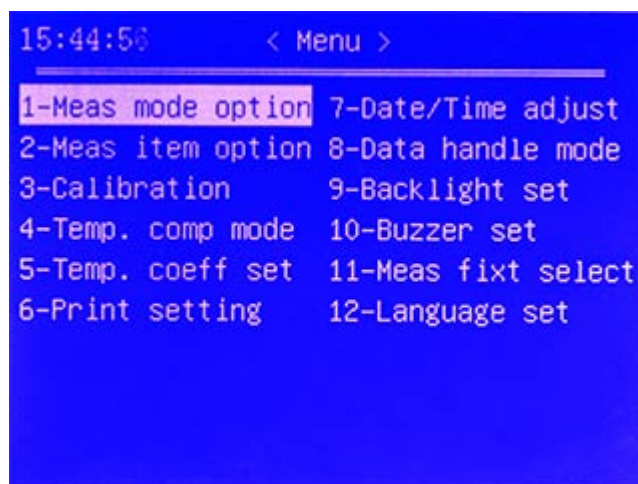 15:44:56 < Menu >
1-Meas mode option
2-Meas item option
3-Calibration
4-Temp. comp mode
5-Temp. coeff set
6-Print setting
7-Date/Time adjust
8-Data handle mode
9-Backlight set
10-Buzzer set
11-Meas fixt select
12-Language set